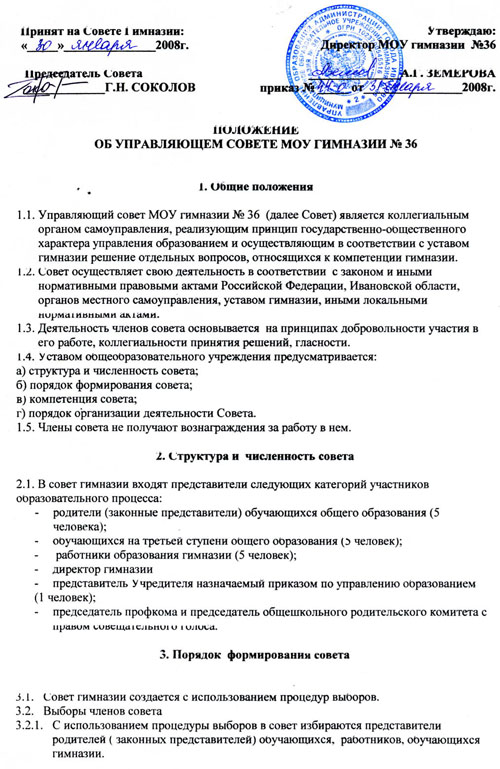 Принят на Совете Гимназии:
Утверждаю:
« 30 » января 2008г.
Директор МОУ гимназии №36
Председатель Совета
А.Г. ЗЕМЕРОВА
Г.Н. СОКОЛОВ
приказ № от января 2008г.
ПОЛОЖЕНИЕ
ОБ УПРАВЛЯЮЩЕМ СОВЕТЕ МОУ ГИМНАЗИИ № 36
1. Общие положения
1.1. Управляющий совет МОУ гимназии № 36 (далее Совет) является коллегиальным
органом самоуправления, реализующим принцип государственно-общественного
характера управления образованием и осуществляющим в соответствии с уставом
гимназии решение отдельных вопросов, относящихся к компетенции гимназии.
1.2. Совет осуществляет свою деятельность в соответствии с законом и иными
нормативными правовыми актами Российской Федерации, Ивановской области,
органов местного самоуправления, уставом гимназии, иными локальными
нормативными актами.
1.3. Деятельность членов совета основывается на принципах добровольности участия в
его работе, коллегиальности принятия решений, гласности.
1.4. Уставом общеобразовательного учреждения предусматривается:
а) структура и численность совета;
б) порядок формирования совета;
в) компетенция совета;
г) порядок организации деятельности Совета.
1.5. Члены совета не получают вознаграждения за работу в нем.
2. Структура и численность совета
2.1. В совет гимназии входят представители следующих категорий участников
образовательного процесса:
- родители (законные представители) обучающихся общего образования (5
человека);
- обучающихся на третьей ступени общего образования (5 человек);
- работники образования гимназии (5 человек);
- директор гимназии
- представитель Учредителя назначаемый приказом по управлению образованием
(1 человек);
- председатель профкома и председатель общешкольного родительского комитета с
правом совещательного голоса.
3. Порядок формирования совета
3.1. Совет гимназии создается с использованием процедур выборов.
3.2. Выборы членов совета
3.2.1. С использованием процедуры выборов в совет избираются представители
родителей ( законных представителей) обучающихся, работников, обучающихся
гимназии.